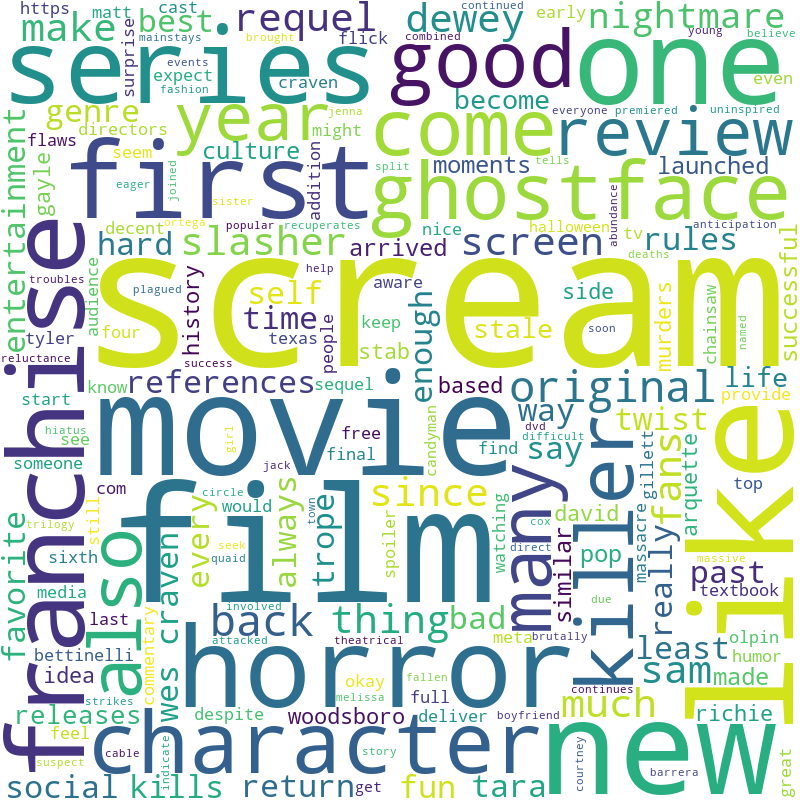 https
matt
cast
requel
dewey
continued
early
nightmare
make
best
mainstays
brought
flick
combined
young
believe
surprise
series
good
one
events
fashion
expect
craven
become
even
genre
year
jenna
everyone
premiered
uninspired
directors
might
come
review
flaws
seem
culture
addition
split
tells
moments
launched
entertainment
gayle
eager
joined
first
sister
ghostface
ortega
popular
recuperates
nice
halloween
abundance
anticipation
decent
hard
slasher
arrived
screen
tv
rules
deaths
successful
audience
troubles
plagued
history
help
aware
scream
side
self
time
people
keep
stab
enough
stale
soon
murders
chainsaw
named
tyler
four
texas
reluctance
success
franchise
know
references
sequel
based
original
life
start
way
provide
hiatus
see
movie
free
final
candyman
dvd
difficult
find
say
twist
someone
girl
jack
com
circle
would
since
many
killer
fans
gillett
arquette
top
like
trilogy
still
film
town
always
every
trope
spoiler
watching
cox
direct
david
similar
pop
massacre
really
massive
past
favorite
sixth
also
quaid
seek
textbook
media
due
last
commentary
wes craven
involved
back
thing
bad
meta
brutally
least
olpin
bettinelli
attacked
theatrical
humor
idea
horror
okay
fallen
melissa
full
continues
sam
made
strikes
releases
despite
woodsboro
deliver
boyfriend
much
richie
feel
suspect
cable
indicate
character
story
new
courtney
barrera
great
social
kills
return
get
fun
tara